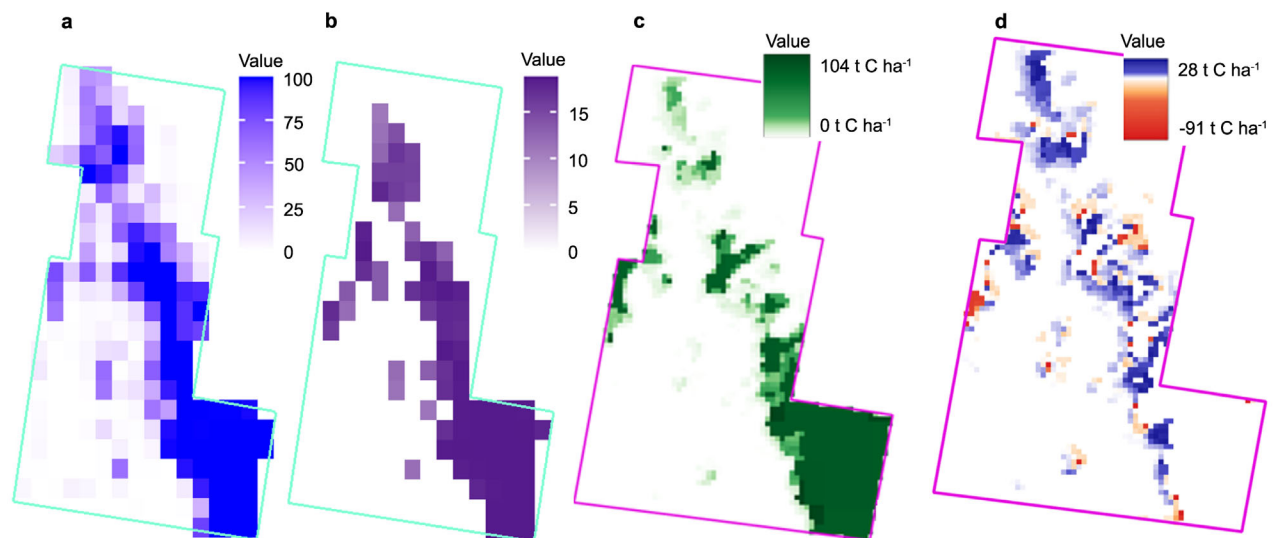 a
b
c
d
Value
100
75
50
25
0
Value
15
10
5
0
Value
104 t C ha⁻¹
0 t C ha⁻¹
Value
28 t C ha⁻¹
-91 t C ha⁻¹